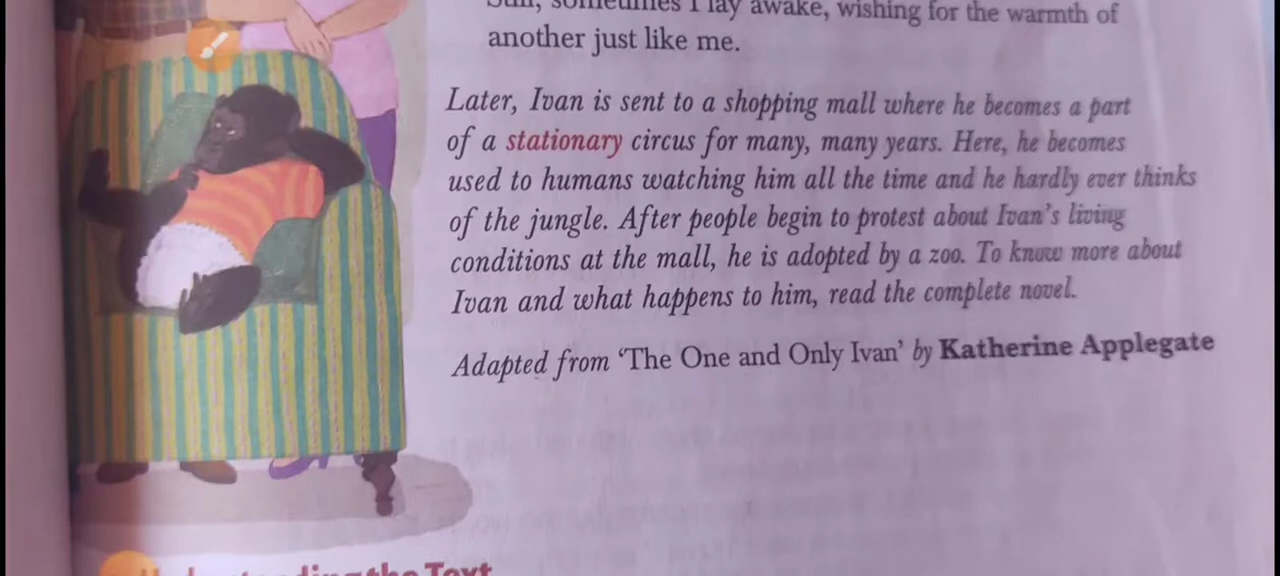 Still, sometimes I lay awake, wishing for the warmth of
another just like me.
Later, Ivan is sent to a shopping mall where he becomes a part
of a stationary circus for many, many years. Here, he becomes
used to humans watching him all the time and he hardly ever thinks
of the jungle. After people begin to protest about Ivan's living
conditions at the mall, he is adopted by a zoo. To know more about
Ivan and what happens to him, read the complete novel.
Adapted from 'The One and Only Ivan' by Katherine Applegate
Understanding the Text